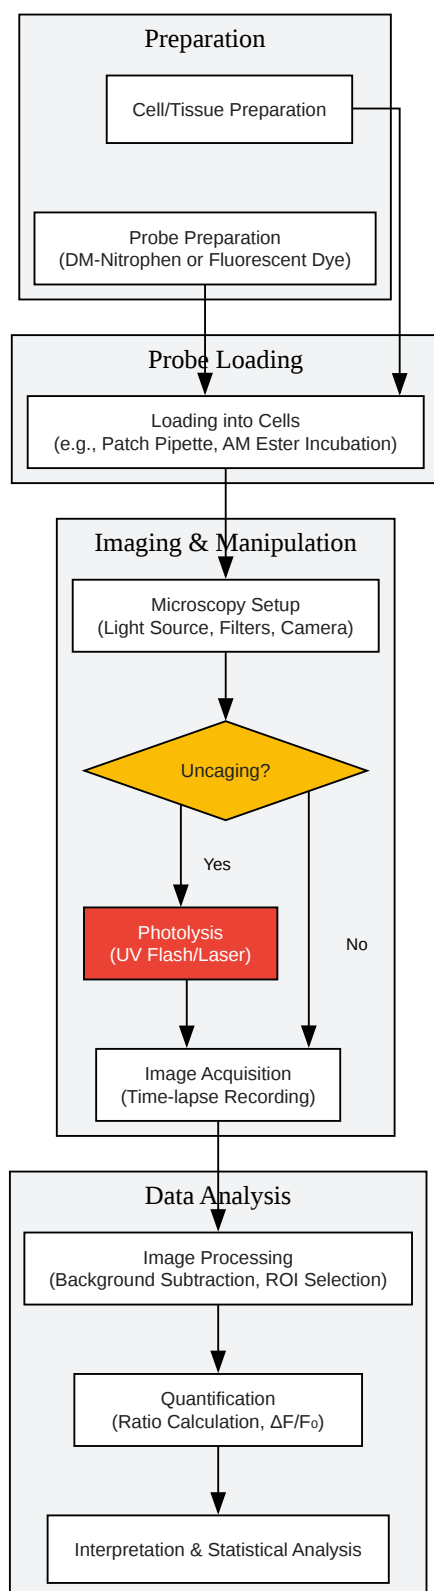 Preparation
Cell/Tissue Preparation
Probe Preparation
(DM-Nitrophen or Fluorescent Dye)
Probe Loading
Loading into Cells
(e.g., Patch Pipette, AM Ester Incubation)
Imaging & Manipulation
Microscopy Setup
(Light Source, Filters, Camera)
Uncaging?
Yes
Photolysis
(UV Flash/Laser)
No
Image Acquisition
(Time-lapse Recording)
Data Analysis
Image Processing
(Background Subtraction, ROI Selection)
Quantification
(Ratio Calculation, ΔF/F₀)
Interpretation & Statistical Analysis